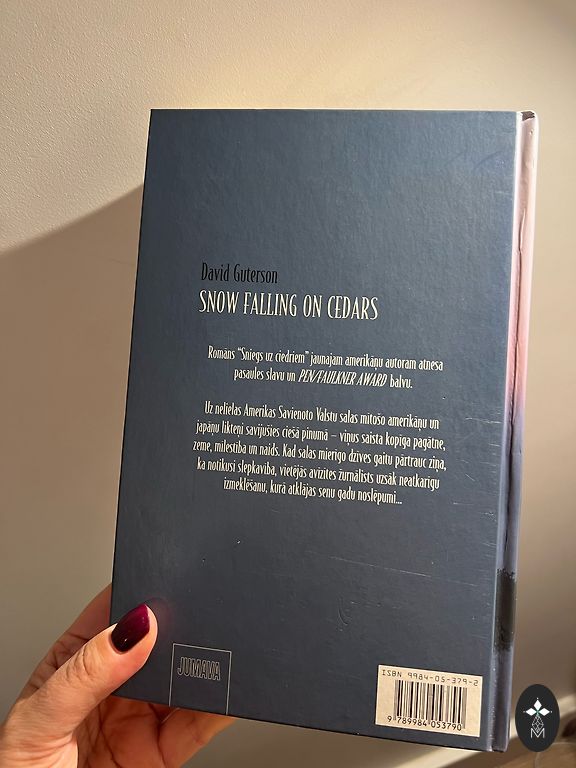 David Guterson
SNOW FALLING ON CEDARS
Romāns "Sniegs uz ciedriem" jaunajam amerikāņu autoram atnesa
pasaules slavu un PEN/FAULKNER AWARD balvu.
Uz nelielas Amerikas Savienoto Valstu salas mītošo amerikāņu un
japāņu likteņi savijušies ciešā pinumā – viņus saista kopīga pagātne,
zeme, mīlestība un naids. Kad salas mierīgo dzīves gaitu pārtrauc ziņa,
ka notikusi slepkavība, vietējās avīzītes žurnālists uzsāk neatkarīgu
izmeklēšanu, kurā atklājas senu gadu noslēpumi...
JUMAVA
ISBN 9984-05-379-2
9 789984 053790
M